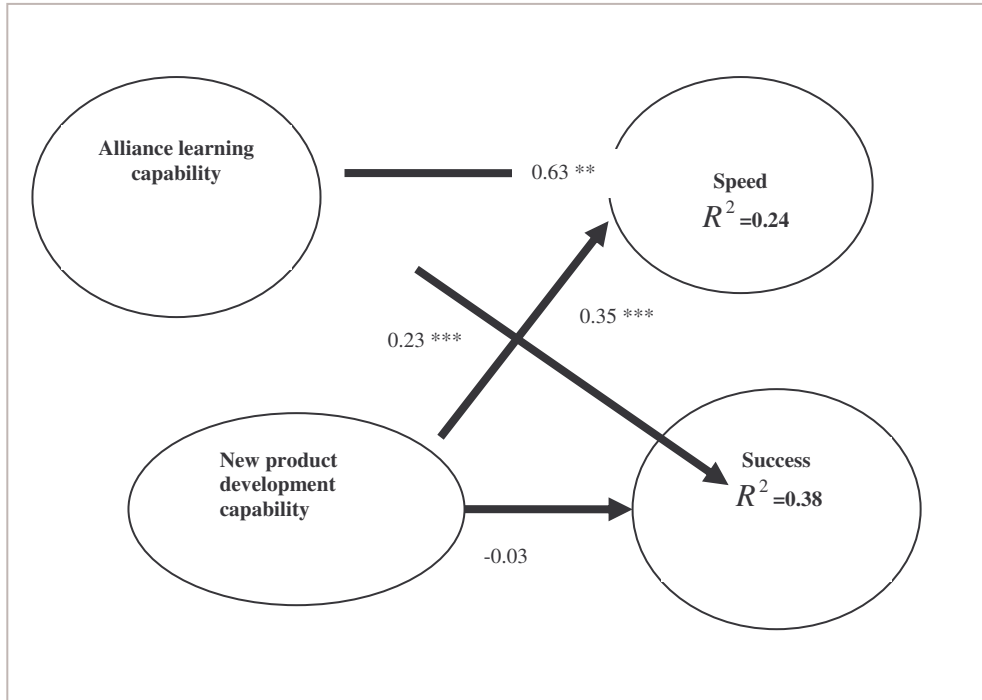 Alliance learning
capability
0.63 **
Speed
R² =0.24
0.23 ***
0.35 ***
New product
development
capability
Success
R² =0.38
-0.03